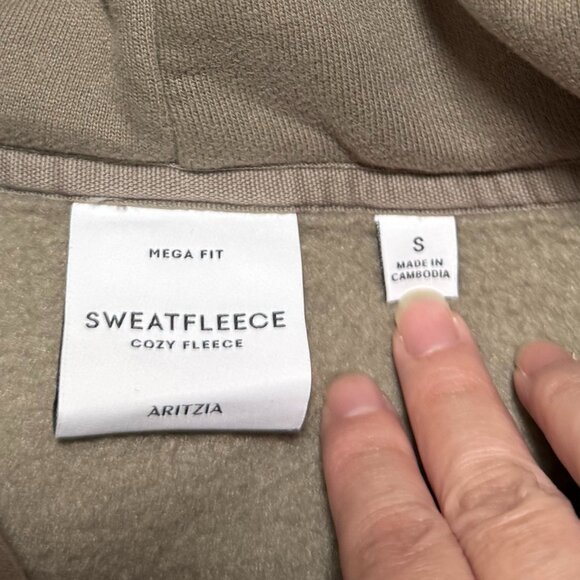 MEGA FIT
SWEATFLEECE
COZY FLEECE
ARITZIA
S
MADE IN
CAMBODIA